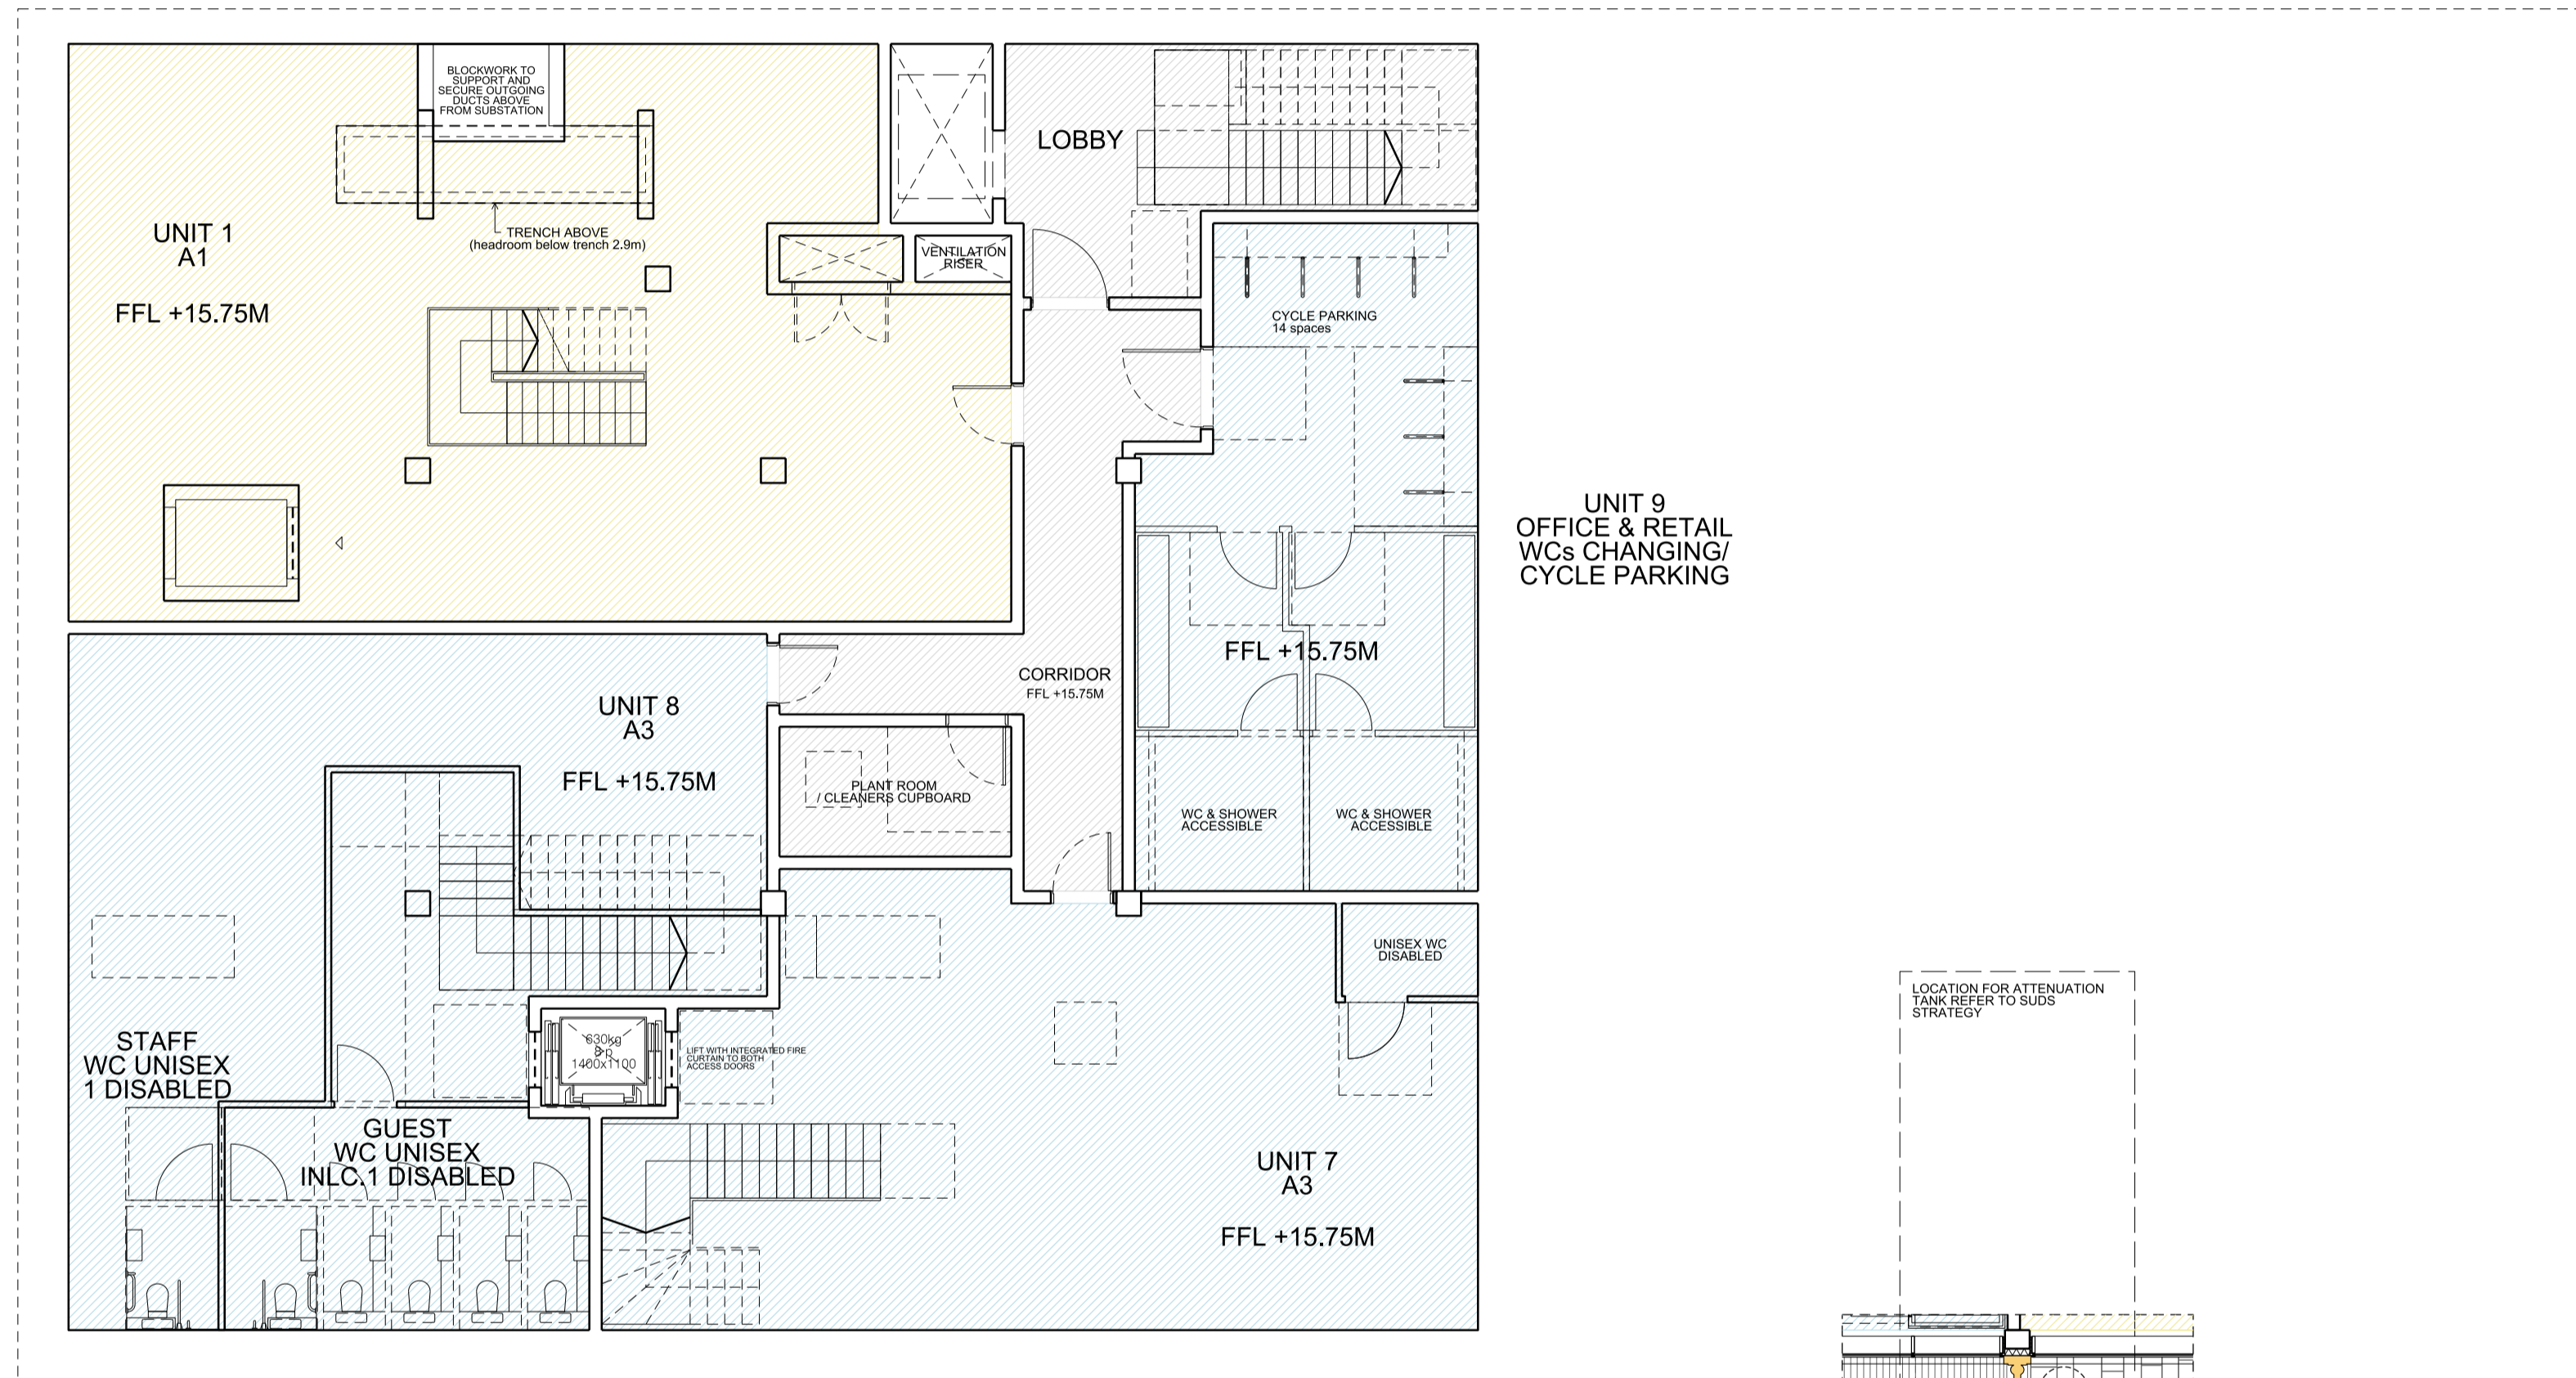 BLOCKWORK TO
SUPPORT AND
SECURE OUTGOING
DUCTS ABOVE
FROM SUBSTATION
LOBBY
UNIT 1
A1
FFL +15.75M
TRENCH ABOVE
(headroom below trench 2.9m)
VENTILATION
RISER
CYCLE PARKING
14 spaces
UNIT 9
OFFICE & RETAIL
WCs CHANGING/
CYCLE PARKING
FFL +15.75M
CORRIDOR
FFL +15.75M
UNIT 8
A3
FFL +15.75M
PLANT ROOM
/ CLEANERS CUPBOARD
WC & SHOWER
ACCESSIBLE
WC & SHOWER
ACCESSIBLE
UNISEX WC
DISABLED
LOCATION FOR ATTENUATION
TANK REFER TO SUDS
STRATEGY
STAFF
WC UNISEX
1 DISABLED
630kg
8 p
1400x1100
LIFT WITH INTEGRATED FIRE
CURTAIN TO BOTH
ACCESS DOORS
GUEST
WC UNISEX
INLC.1 DISABLED
UNIT 7
A3
FFL +15.75M